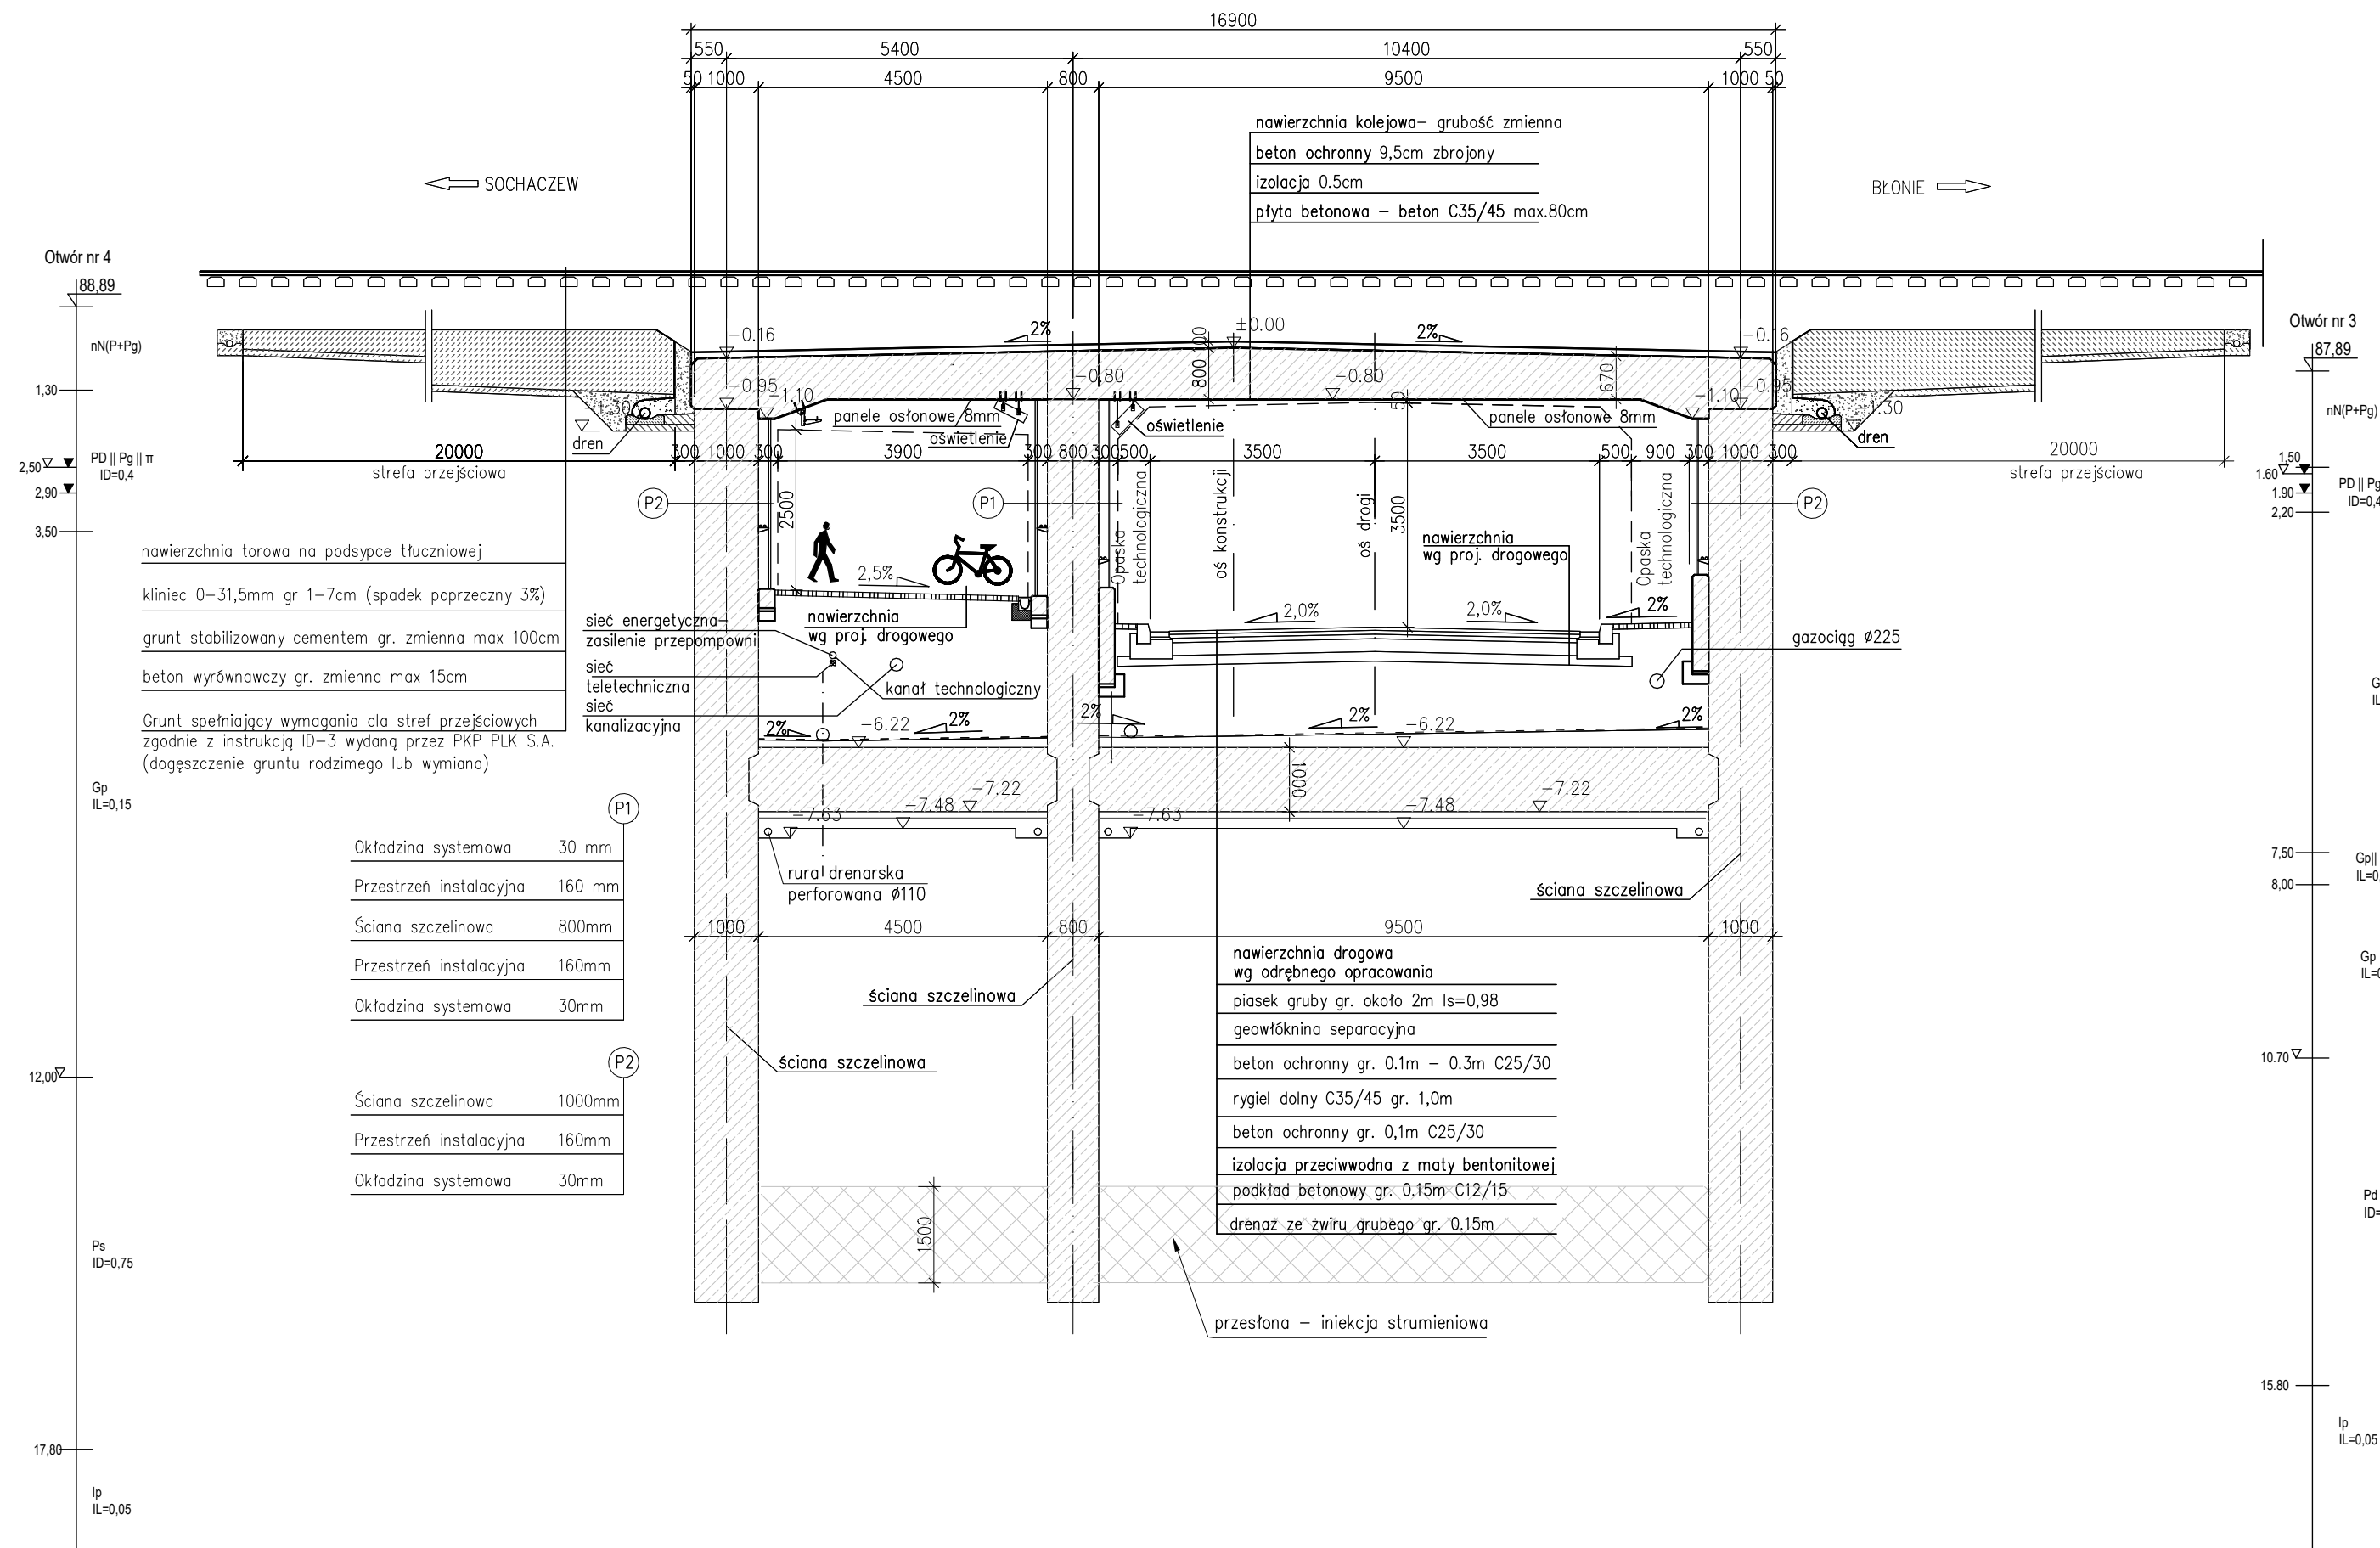 16900
550 5400 10400 550
50 1000 4500 800 9500 1000 50
nawierzchnia kolejowa– grubość zmienna
beton ochronny 9,5cm zbrojony
izolacja 0.5cm
płyta betonowa – beton C35/45 max.80cm
SOCHACZEW
BŁONIE
Otwór nr 4
88,89
nN(P+Pg)
1,30
2,50
PD || Pg || π
ID=0,4
2,90
3,50
Gp
IL=0,15
12,00
Ps
ID=0,75
17,80
Ip
IL=0,05
Otwór nr 3
87,89
nN(P+Pg)
1,50
1.60
1.90
PD || Pg
ID=0,4
2,20
7,50
8,00
Gp||
Gp
10.70
Pd
15.80
Ip
IL=0,05
−0.16
2%
±0.00
2%
−0.16
800
670
−0.95
−1.10
−0.80
−0.80
−1.10
−0.95
50
panele osłonowe 8mm
oświetlenie
oświetlenie
panele osłonowe 8mm
dren
dren
20000
strefa przejściowa
300 1000 300 3900 300 800 300 500 3500 3500 500 900 300 1000 300
20000
strefa przejściowa
P2
P1
P2
2500
3500
Opaska
technologiczna
oś konstrukcji
oś drogi
Opaska
technologiczna
nawierzchnia
wg proj. drogowego
2,5%
2,0%
2,0%
2%
nawierzchnia
wg proj. drogowego
gazociąg ø225
sieć energetyczna–
zasilenie przepompowni
sieć
teletechniczna
sieć
kanalizacyjna
kanał technologiczny
nawierzchnia torowa na podsypce tłuczniowej
kliniec 0–31,5mm gr 1–7cm (spadek poprzeczny 3%)
grunt stabilizowany cementem gr. zmienna max 100cm
beton wyrównawczy gr. zmienna max 15cm
Grunt spełniający wymagania dla stref przejściowych
zgodnie z instrukcją ID–3 wydaną przez PKP PLK S.A.
(dogęszczenie gruntu rodzimego lub wymiana)
2%
−6.22
2%
2%
2%
−6.22
2%
1000
−7.22
−7.48
−7.63
−7.22
−7.48
−7.63
rura drenarska
perforowana ø110
ściana szczelinowa
1000 4500 800 9500 1000
ściana szczelinowa
ściana szczelinowa
P1
Okładzina systemowa 30 mm
Przestrzeń instalacyjna 160 mm
Ściana szczelinowa 800mm
Przestrzeń instalacyjna 160mm
Okładzina systemowa 30mm
P2
Ściana szczelinowa 1000mm
Przestrzeń instalacyjna 160mm
Okładzina systemowa 30mm
nawierzchnia drogowa
wg odrębnego opracowania
piasek gruby gr. około 2m Is=0,98
geowłóknina separacyjna
beton ochronny gr. 0.1m – 0.3m C25/30
rygiel dolny C35/45 gr. 1,0m
beton ochronny gr. 0,1m C25/30
izolacja przeciwwodna z maty bentonitowej
podkład betonowy gr. 0.15m C12/15
drenaż ze żwiru grubego gr. 0.15m
1500
przesłona – iniekcja strumieniowa